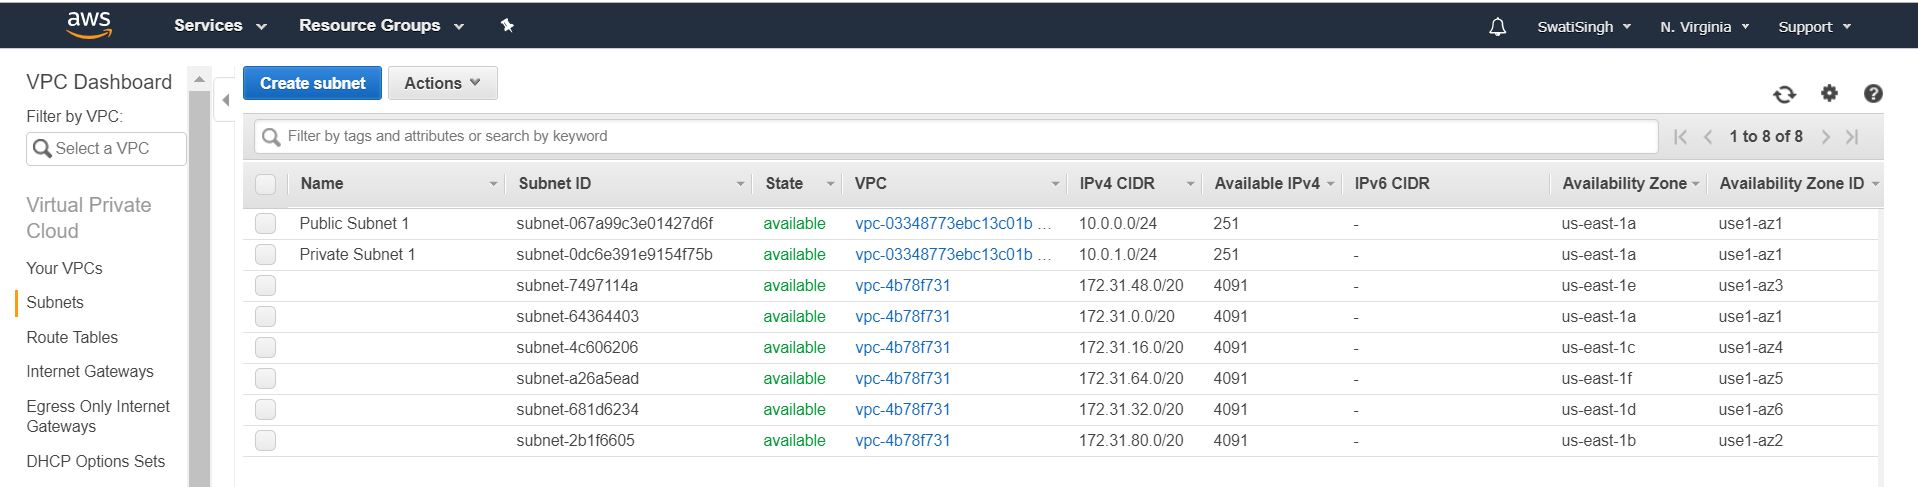 aws Services Resource Groups SwatiSingh N. Virginia Support
VPC Dashboard
Filter by VPC:
Select a VPC
Virtual Private
Cloud
Your VPCs
Subnets
Route Tables
Internet Gateways
Egress Only Internet
Gateways
DHCP Options Sets
Create subnet Actions
Filter by tags and attributes or search by keyword 1 to 8 of 8
Name Subnet ID State VPC IPv4 CIDR Available IPv4 IPv6 CIDR Availability Zone Availability Zone ID
Public Subnet 1 subnet-067a99c3e01427d6f available vpc-03348773ebc13c01b ... 10.0.0.0/24 251 - us-east-1a use1-az1
Private Subnet 1 subnet-0dc6e391e9154f75b available vpc-03348773ebc13c01b ... 10.0.1.0/24 251 - us-east-1a use1-az1
subnet-7497114a available vpc-4b78f731 172.31.48.0/20 4091 - us-east-1e use1-az3
subnet-64364403 available vpc-4b78f731 172.31.0.0/20 4091 - us-east-1a use1-az1
subnet-4c606206 available vpc-4b78f731 172.31.16.0/20 4091 - us-east-1c use1-az4
subnet-a26a5ead available vpc-4b78f731 172.31.64.0/20 4091 - us-east-1f use1-az5
subnet-681d6234 available vpc-4b78f731 172.31.32.0/20 4091 - us-east-1d use1-az6
subnet-2b1f6605 available vpc-4b78f731 172.31.80.0/20 4091 - us-east-1b use1-az2